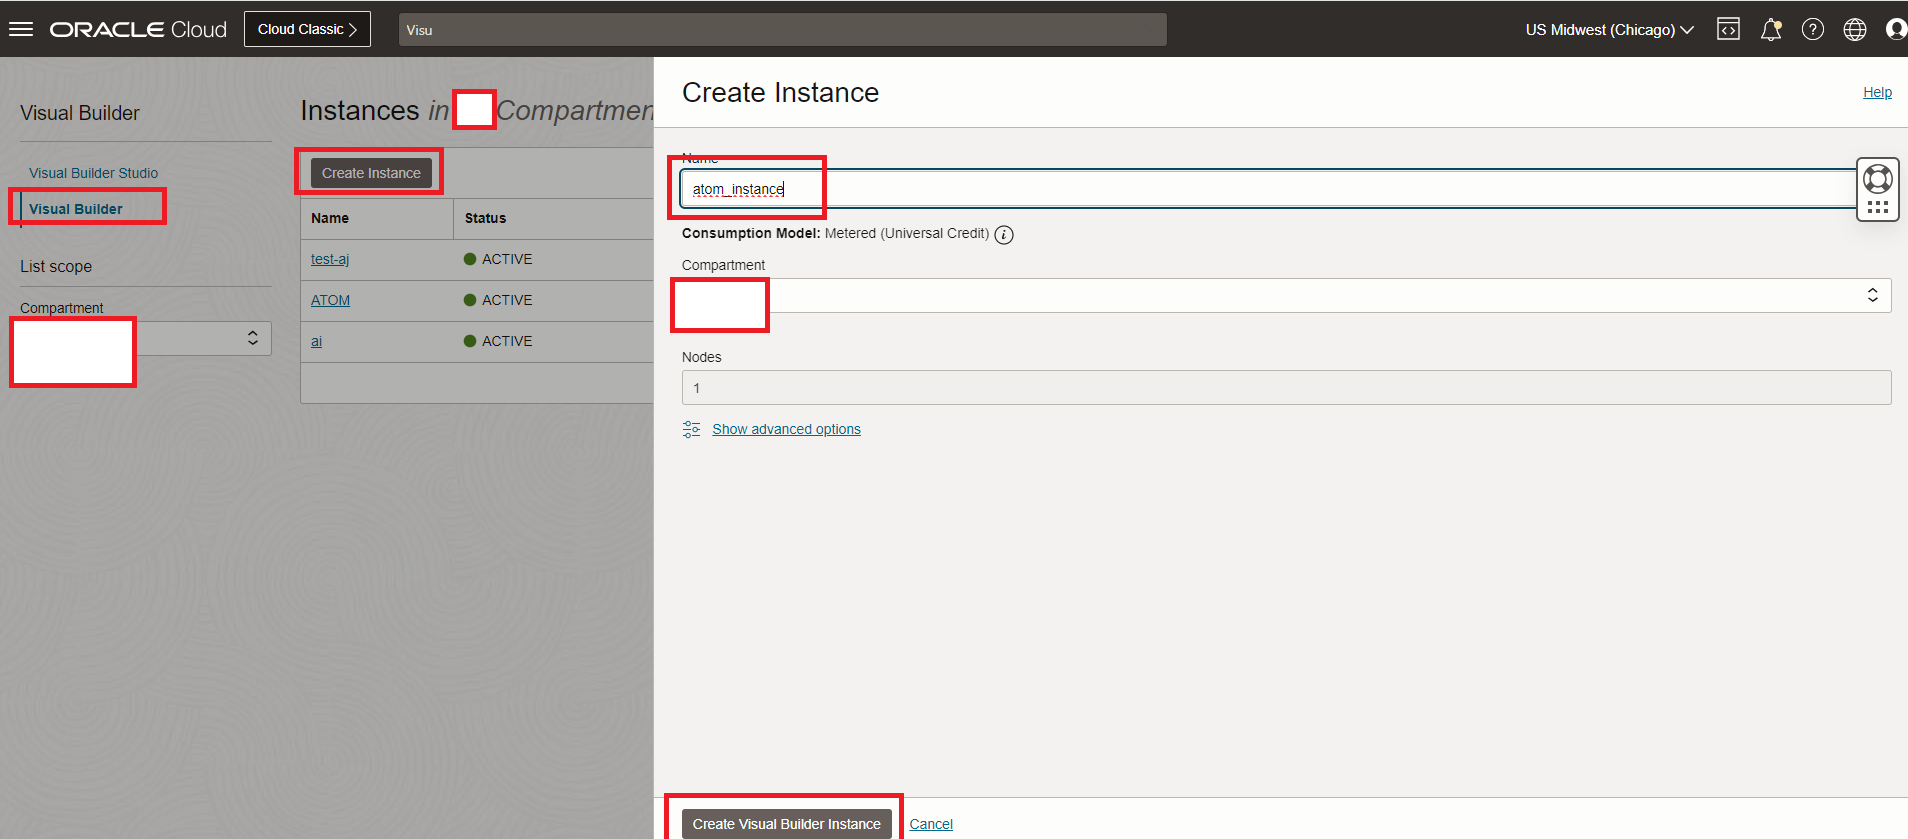 ORACLE Cloud
Cloud Classic
Visu
US Midwest (Chicago)
Visual Builder
Visual Builder Studio
Visual Builder
List scope
Compartment
Instances in Compartmen
Create Instance
Name Status
test-aj ACTIVE
ATOM ACTIVE
ai ACTIVE
Create Instance
Help
Name
atom_instance
Consumption Model: Metered (Universal Credit)
Compartment
Nodes
1
Show advanced options
Create Visual Builder Instance
Cancel